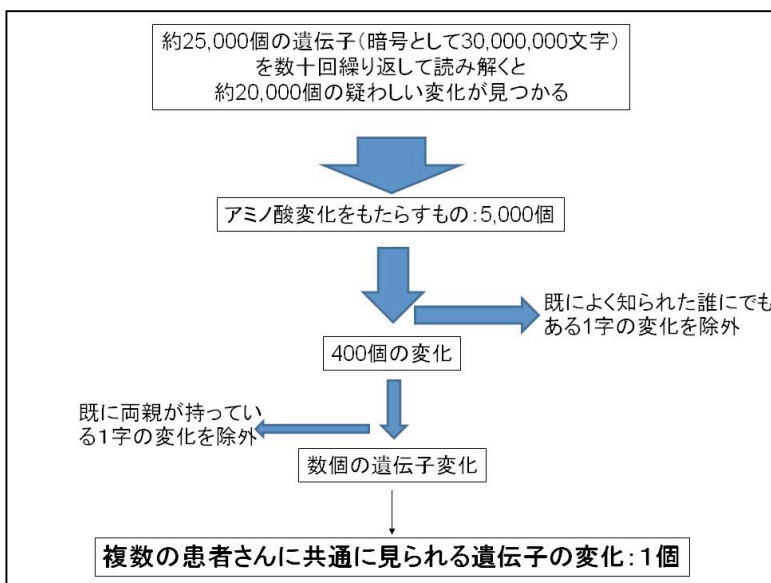 約25,000個の遺伝子(暗号として30,000,000文字)
を数十回繰り返して読み解くと
約20,000個の疑わしい変化が見つかる
アミノ酸変化をもたらすもの:5,000個
既によく知られた誰にでも
ある1字の変化を除外
400個の変化
既に両親が持ってい
る1字の変化を除外
数個の遺伝子変化
複数の患者さんに共通に見られる遺伝子の変化:1個